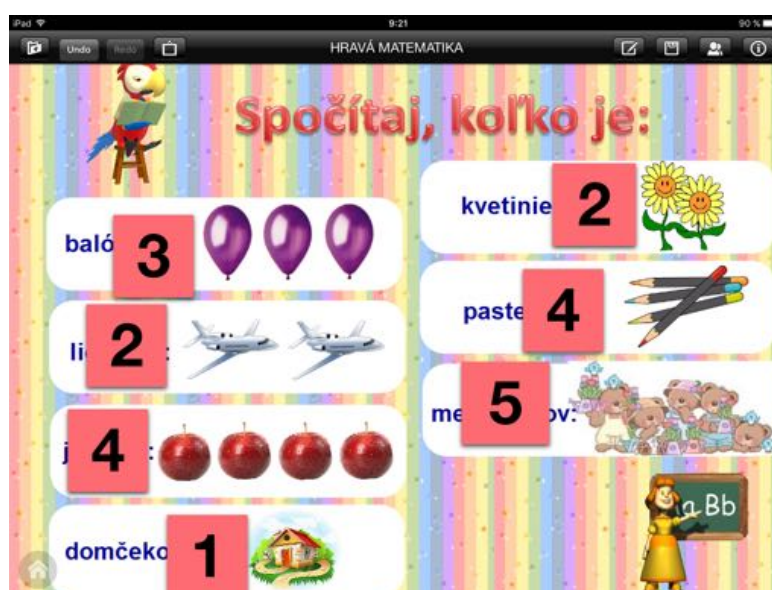 iPad 9:21 90 %
Undo Redo HRAVÁ MATEMATIKA
Spočítaj, koľko je:
baló 3
2
4
domčeko 1
kvetinie 2
paste 4
me 5 ov:
a Bb